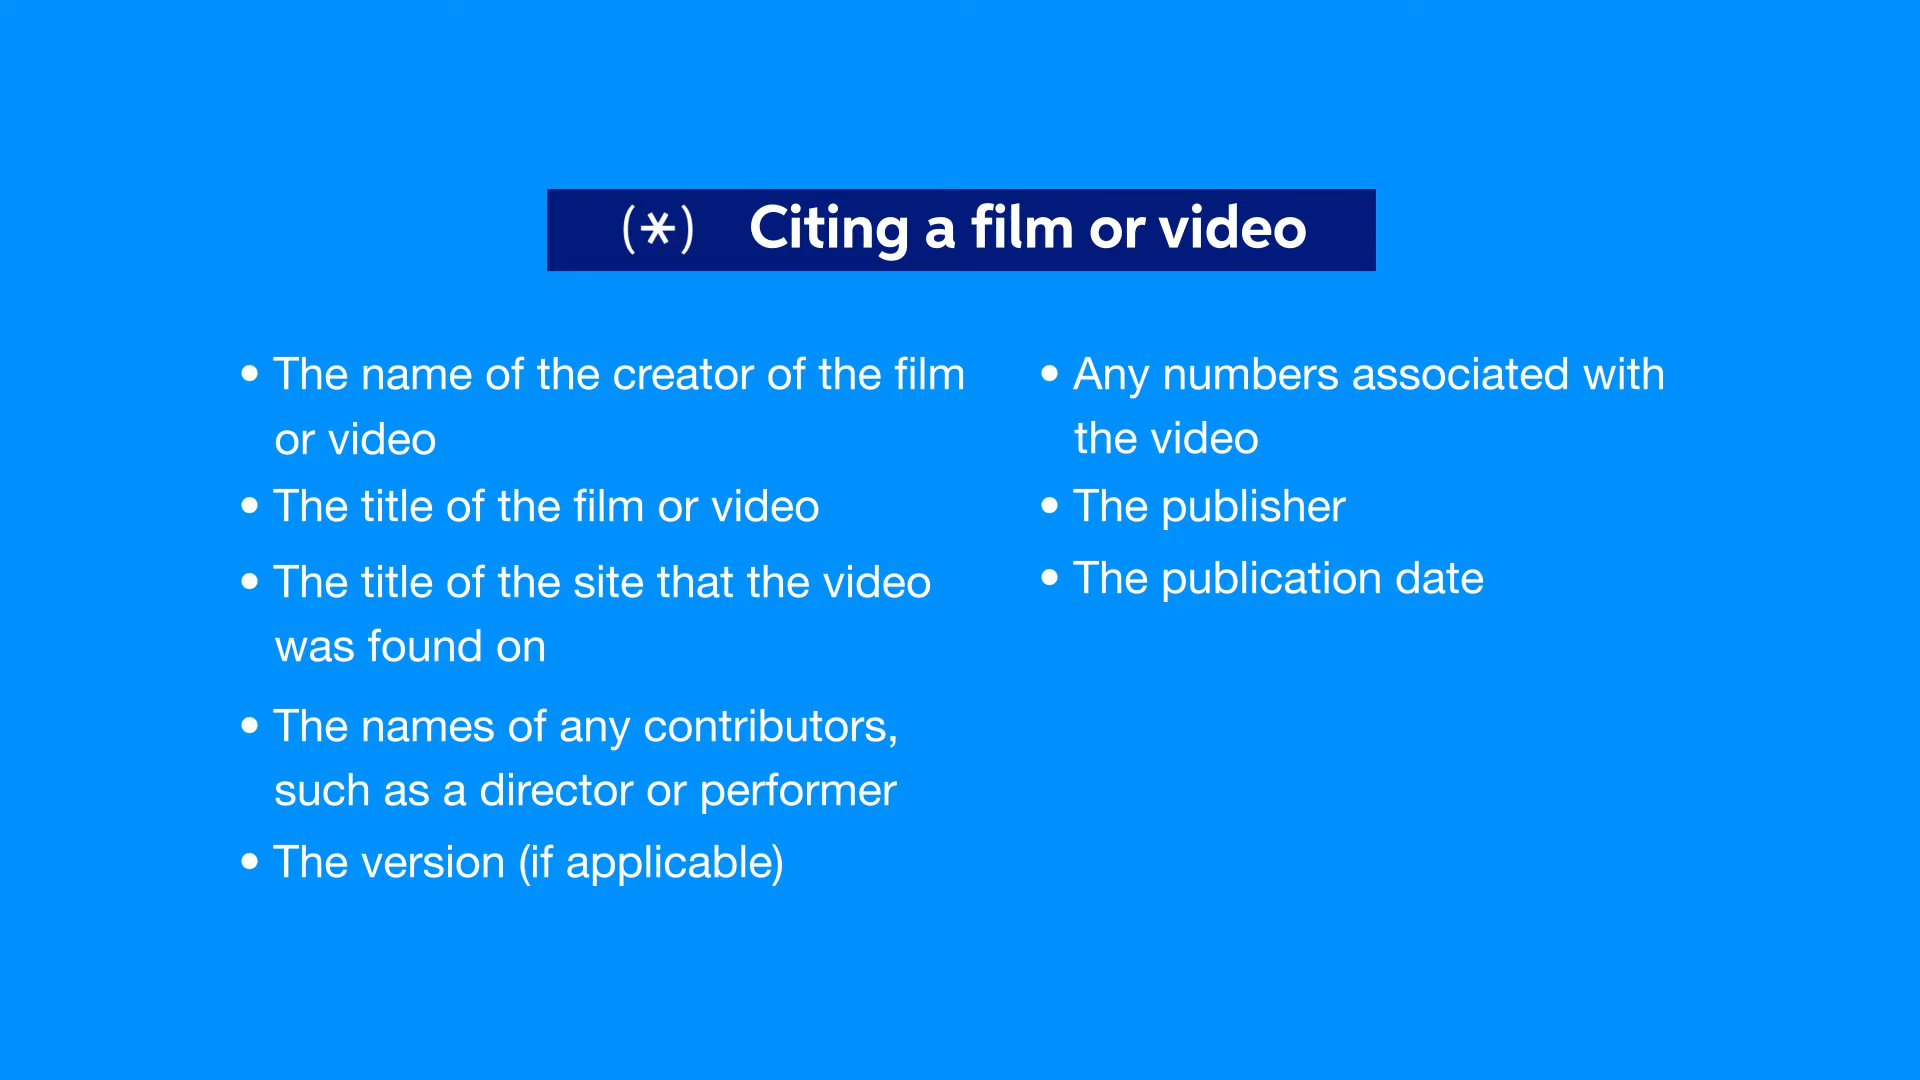 (*) Citing a film or video
• The name of the creator of the film
or video
• The title of the film or video
• The title of the site that the video
was found on
• The names of any contributors,
such as a director or performer
• The version (if applicable)
• Any numbers associated with
the video
• The publisher
• The publication date